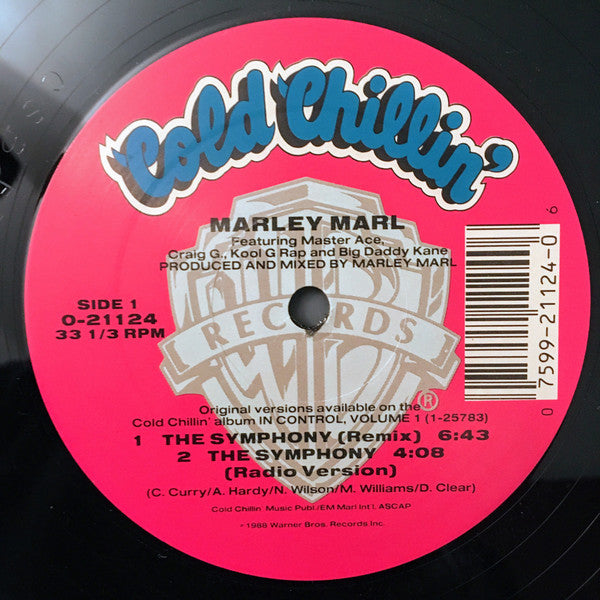 Cold Chillin'
MARLEY MARL
Featuring Master Ace,
Craig G., Kool G Rap and Big Daddy Kane
PRODUCED AND MIXED BY MARLEY MARL
SIDE 1
0-21124
33 1/3 RPM
RECORDS
®
0 7599-21124-0 6
Original versions available on the
Cold Chillin' album IN CONTROL, VOLUME 1 (1-25783)
1 THE SYMPHONY (Remix) 6:43
2 THE SYMPHONY 4:08
(Radio Version)
(C. Curry/A. Hardy/N. Wilson/M. Williams/D. Clear)
Cold Chillin' Music Publ./EM Marl Int'l. ASCAP
℗1988 Warner Bros. Records Inc.